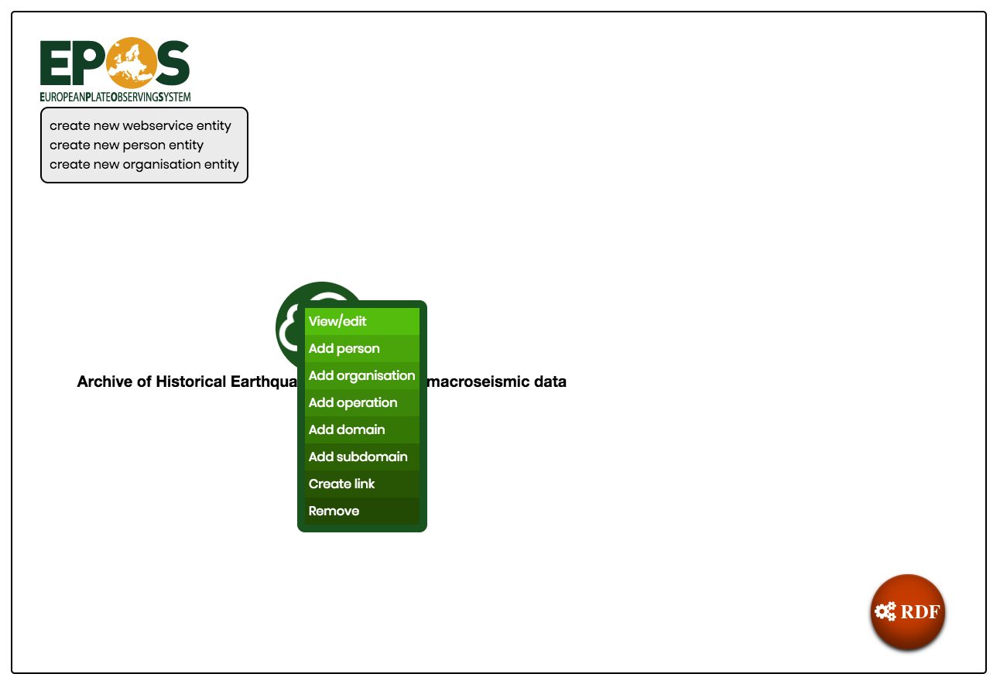 EPOS
EUROPEANPLATEOBSERVINGSYSTEM
create new webservice entity
create new person entity
create new organisation entity
View/edit
Add person
Add organisation
Archive of Historical Earthqua macroseismic data
Add operation
Add domain
Add subdomain
Create link
Remove
RDF